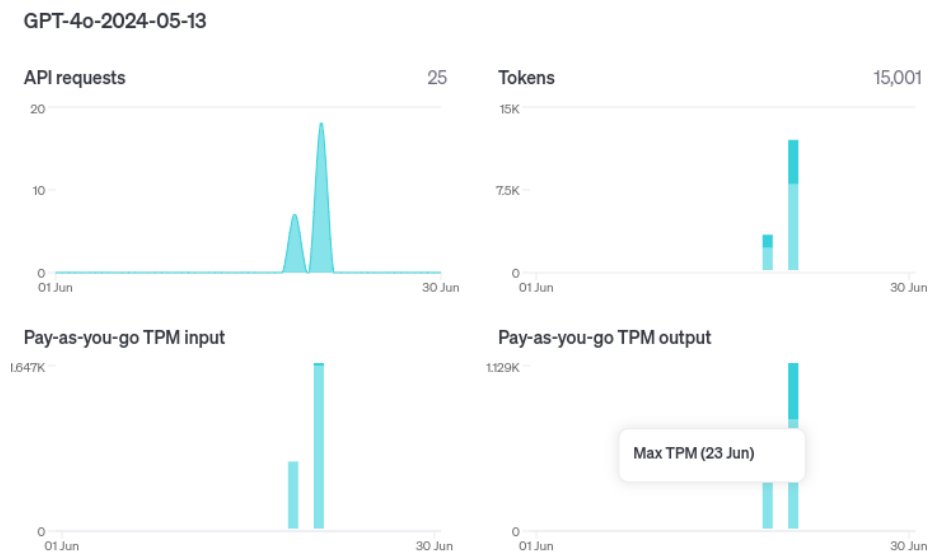 GPT-4o-2024-05-13
API requests 25
20
10
0
01 Jun 30 Jun
Tokens 15,001
15K
7.5K
0
01 Jun 30 Jun
Pay-as-you-go TPM input
1.647K
0
01 Jun 30 Jun
Pay-as-you-go TPM output
1.129K
Max TPM (23 Jun)
0
01 Jun 30 Jun